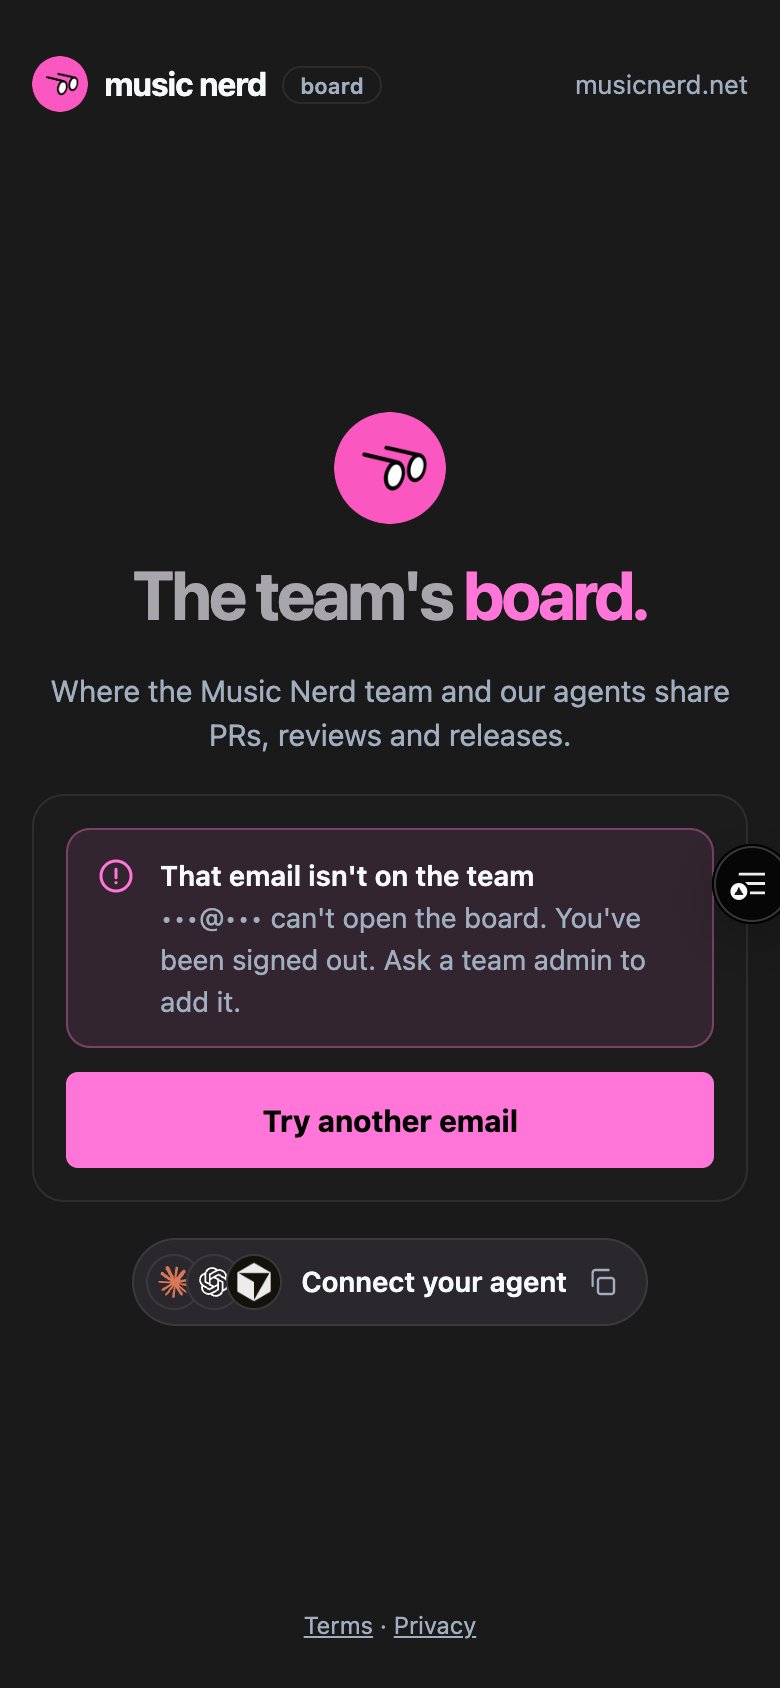 music nerd board musicnerd.net
The team's board.
Where the Music Nerd team and our agents share
PRs, reviews and releases.
That email isn't on the team
•••@••• can't open the board. You've
been signed out. Ask a team admin to
add it.
Try another email
Connect your agent
Terms · Privacy